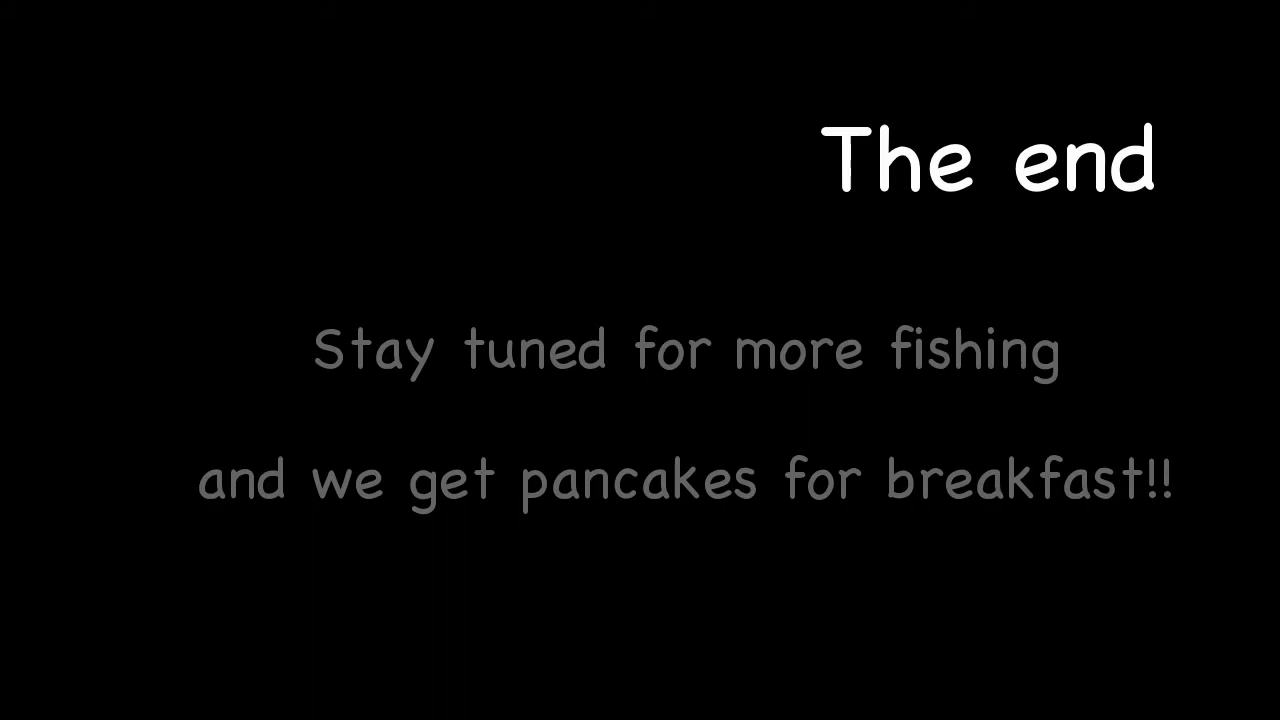 The end
Stay tuned for more fishing
and we get pancakes for breakfast!!